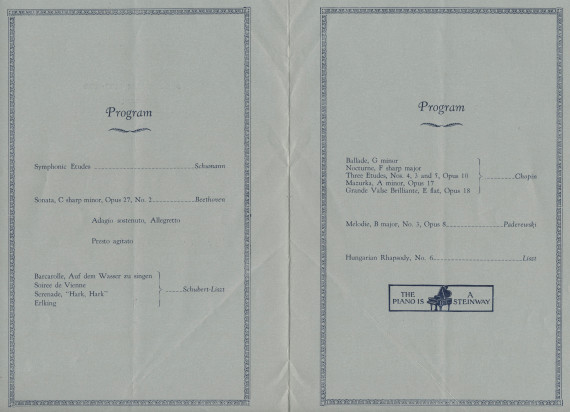 Program
Symphonic Etudes Schumann
Sonata, C sharp minor, Opus 27, No. 2 Beethoven
Adagio sostenuto, Allegretto
Presto agitato
Barcarolle, Auf dem Wasser zu singen
Soiree de Vienne
Serenade, "Hark, Hark"
Erlking
Schubert-Liszt
Program
Ballade, G minor
Nocturne, F sharp major
Three Etudes, Nos. 4, 3 and 5, Opus 10
Mazurka, A minor, Opus 17
Grande Valse Brilliante, E flat, Opus 18
Chopin
Melodie, B major, No. 3, Opus 8 Paderewski
Hungarian Rhapsody, No. 6 Liszt
THE PIANO IS A STEINWAY